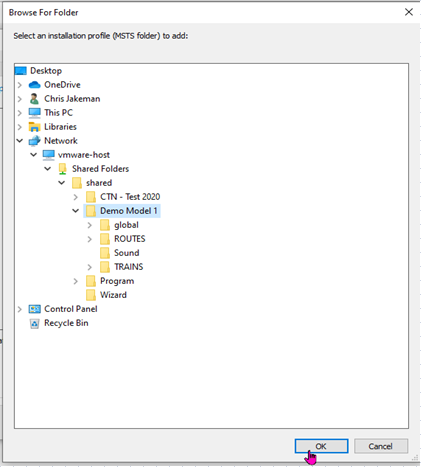 Browse For Folder
Select an installation profile (MSTS folder) to add:
Desktop
OneDrive
Chris Jakeman
This PC
Libraries
Network
vmware-host
Shared Folders
shared
CTN - Test 2020
Demo Model 1
global
ROUTES
Sound
TRAINS
Program
Wizard
Control Panel
Recycle Bin
OK
Cancel